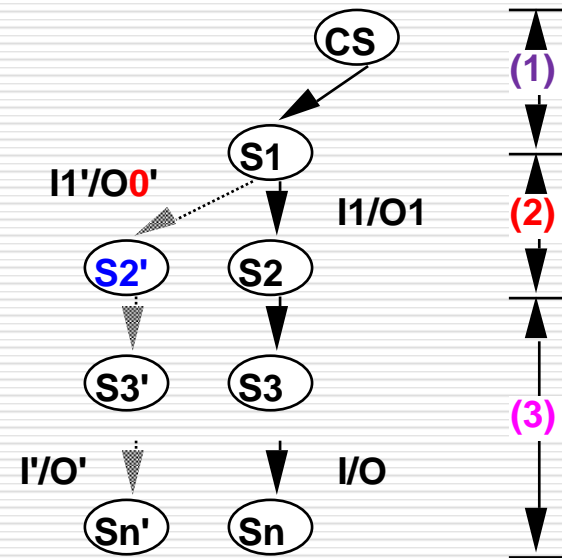 CS
(1)
S1
I1'/O0'
I1/O1
(2)
S2'
S2
S3'
S3
(3)
I'/O'
I/O
Sn'
Sn